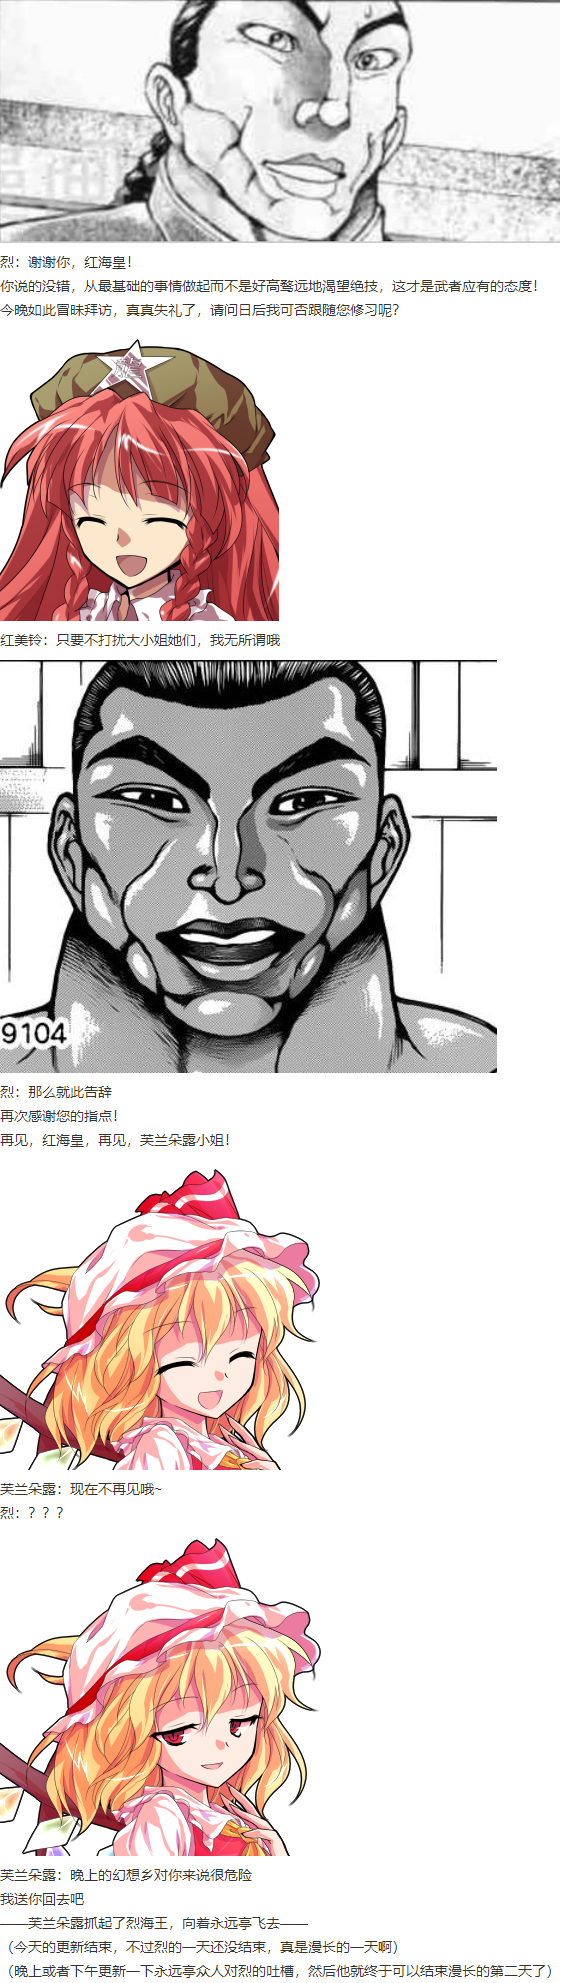 烈：谢谢你，红海皇！
你说的没错，从最基础的事情做起而不是好高骛远地渴望绝技，这才是武者应有的态度！
今晚如此冒昧拜访，真真失礼了，请问日后我可否跟随您修习呢？
红美铃：只要不打扰大小姐她们，我无所谓哦
9104
烈：那么就此告辞
再次感谢您的指点！
再见，红海皇，再见，芙兰朵露小姐！
芙兰朵露：现在不再见哦~
烈：？？？
芙兰朵露：晚上的幻想乡对你来说很危险
我送你回去吧
——芙兰朵露抓起了烈海王，向着永远亭飞去——
（今天的更新结束，不过烈的一天还没结束，真是漫长的一天啊）
（晚上或者下午更新一下永远亭众人对烈的吐槽，然后他就终于可以结束漫长的第二天了）